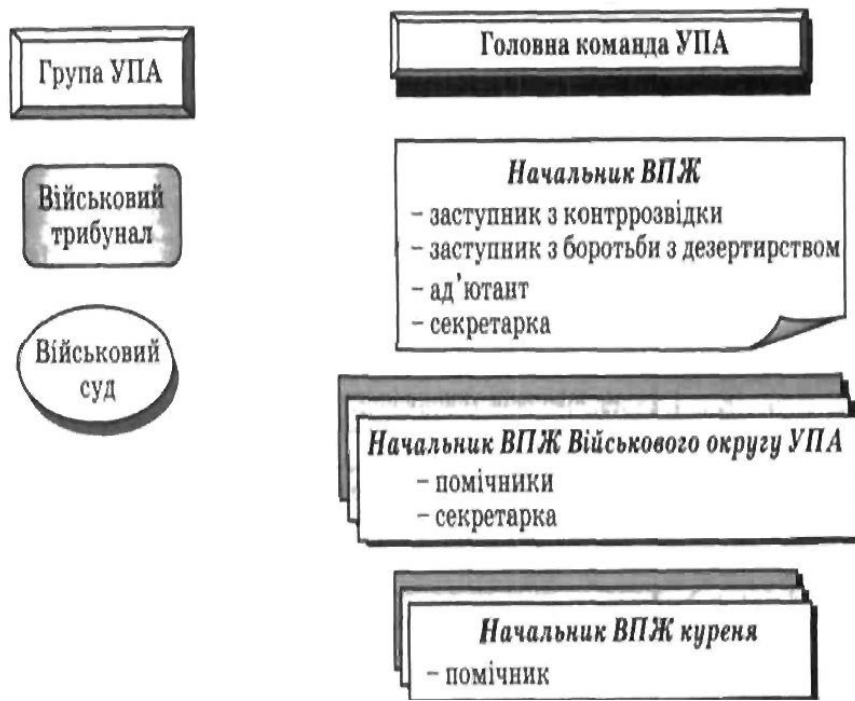 Група УПА
Військовий
трибунал
Військовий
суд
Головна команда УПА
Начальник ВПЖ
– заступник з контррозвідки
– заступник з боротьби з дезертирством
– ад’ютант
– секретарка
Начальник ВПЖ Військового округу УПА
– помічники
– секретарка
Начальник ВПЖ куреня
– помічник